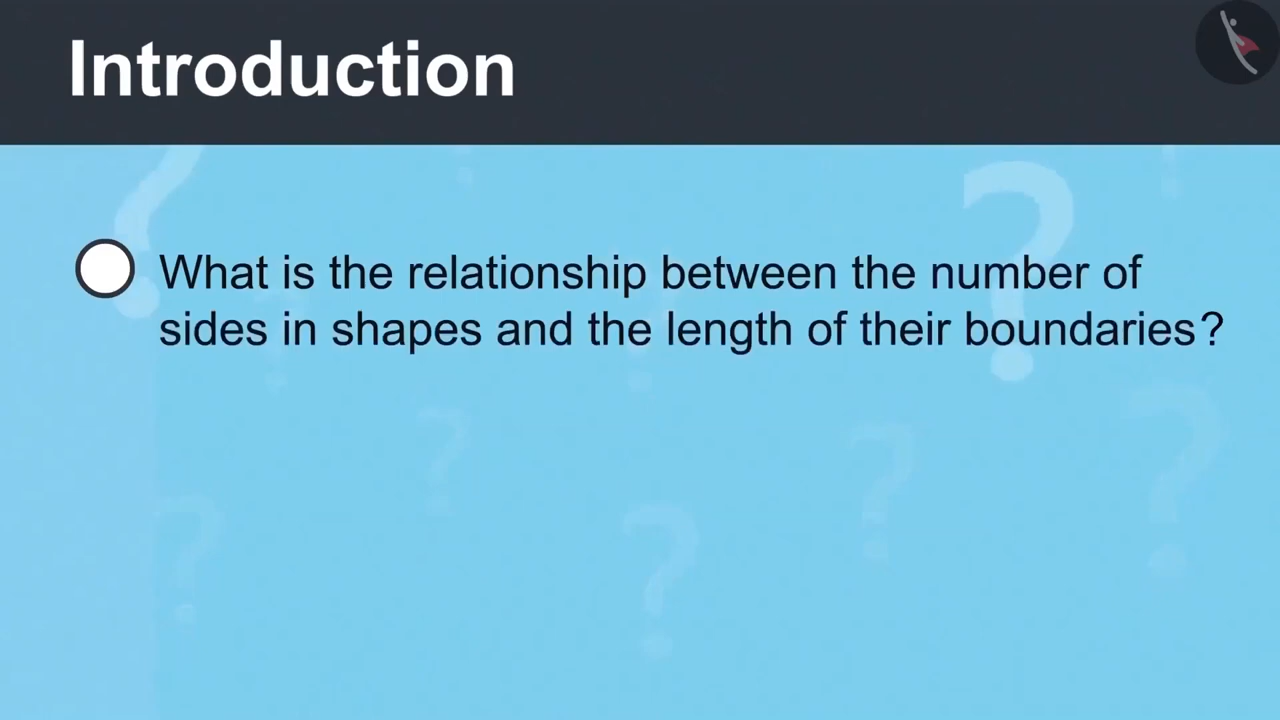 Introduction
What is the relationship between the number of
sides in shapes and the length of their boundaries?